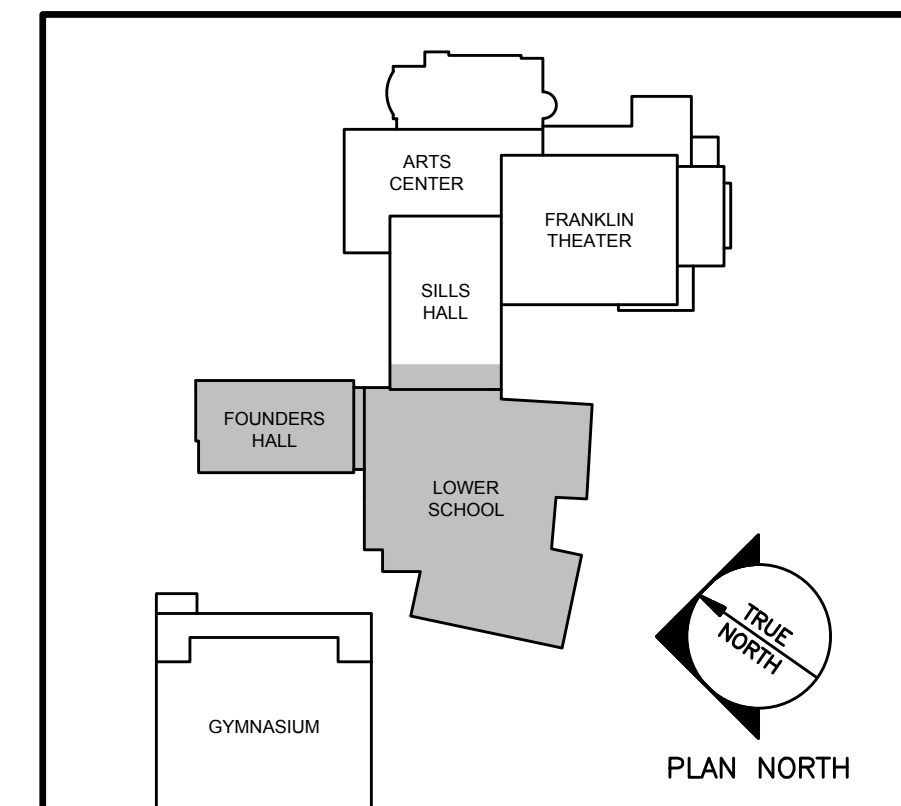 ARTS
CENTER
FRANKLIN
THEATER
SILLS
HALL
FOUNDERS
HALL
LOWER
SCHOOL
TRUE
NORTH
GYMNASIUM
PLAN NORTH